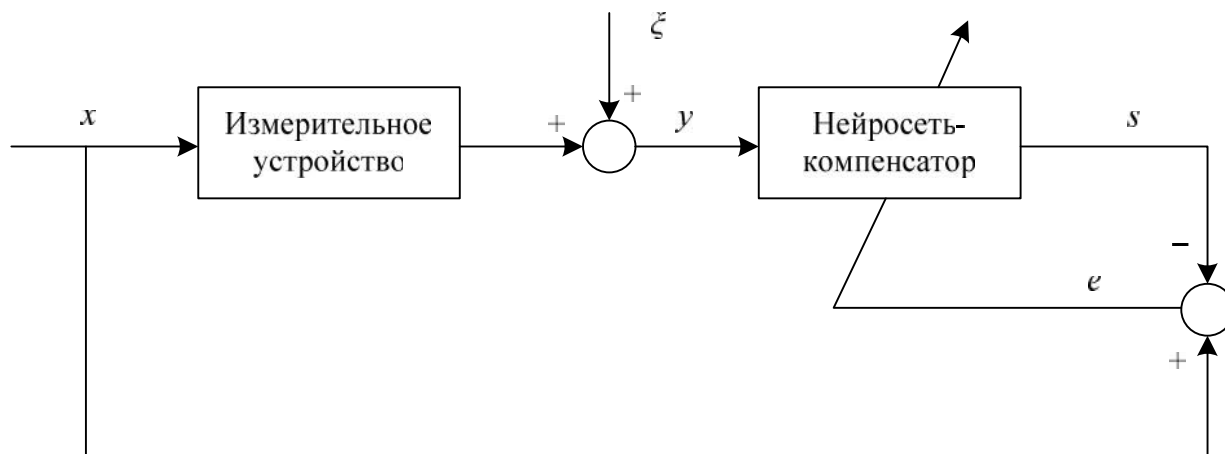 ξ
x
Измерительное
устройство
+
+
y
Нейросеть-
компенсатор
s
−
e
+